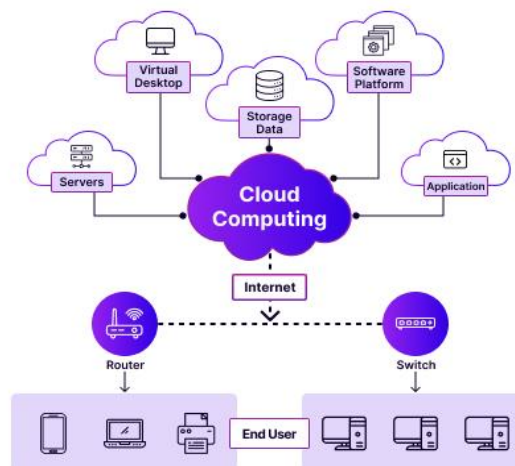 Virtual
Desktop
Software
Platform
Storage
Data
Servers
Application
Cloud
Computing
Internet
Router
Switch
End User